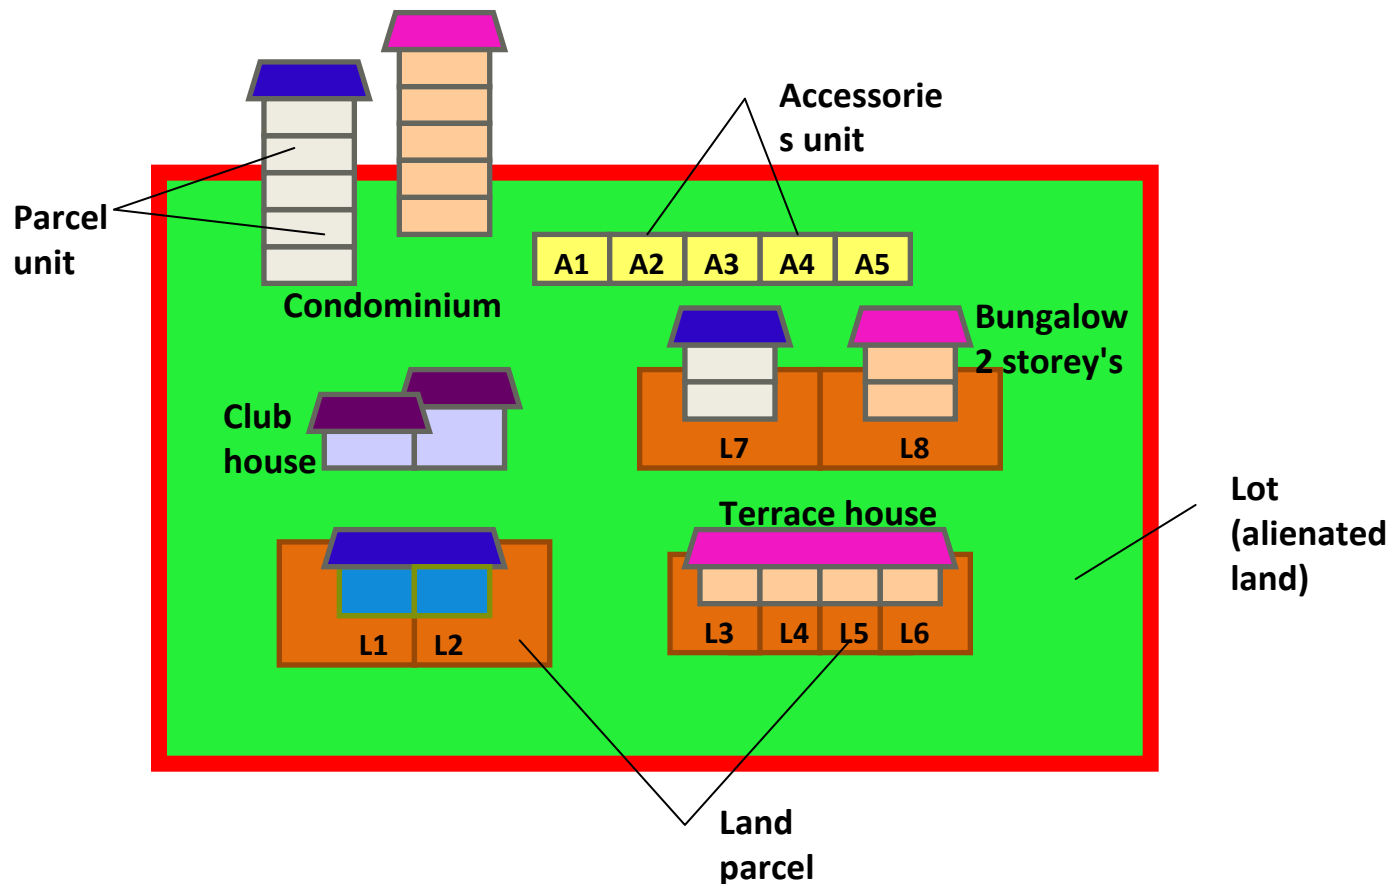 Accessorie
s unit
Parcel
unit
A1 A2 A3 A4 A5
Condominium
Bungalow
2 storey's
Club
house
L7 L8
Lot
(alienated
land)
Terrace house
L1 L2
L3 L4 L5 L6
Land
parcel